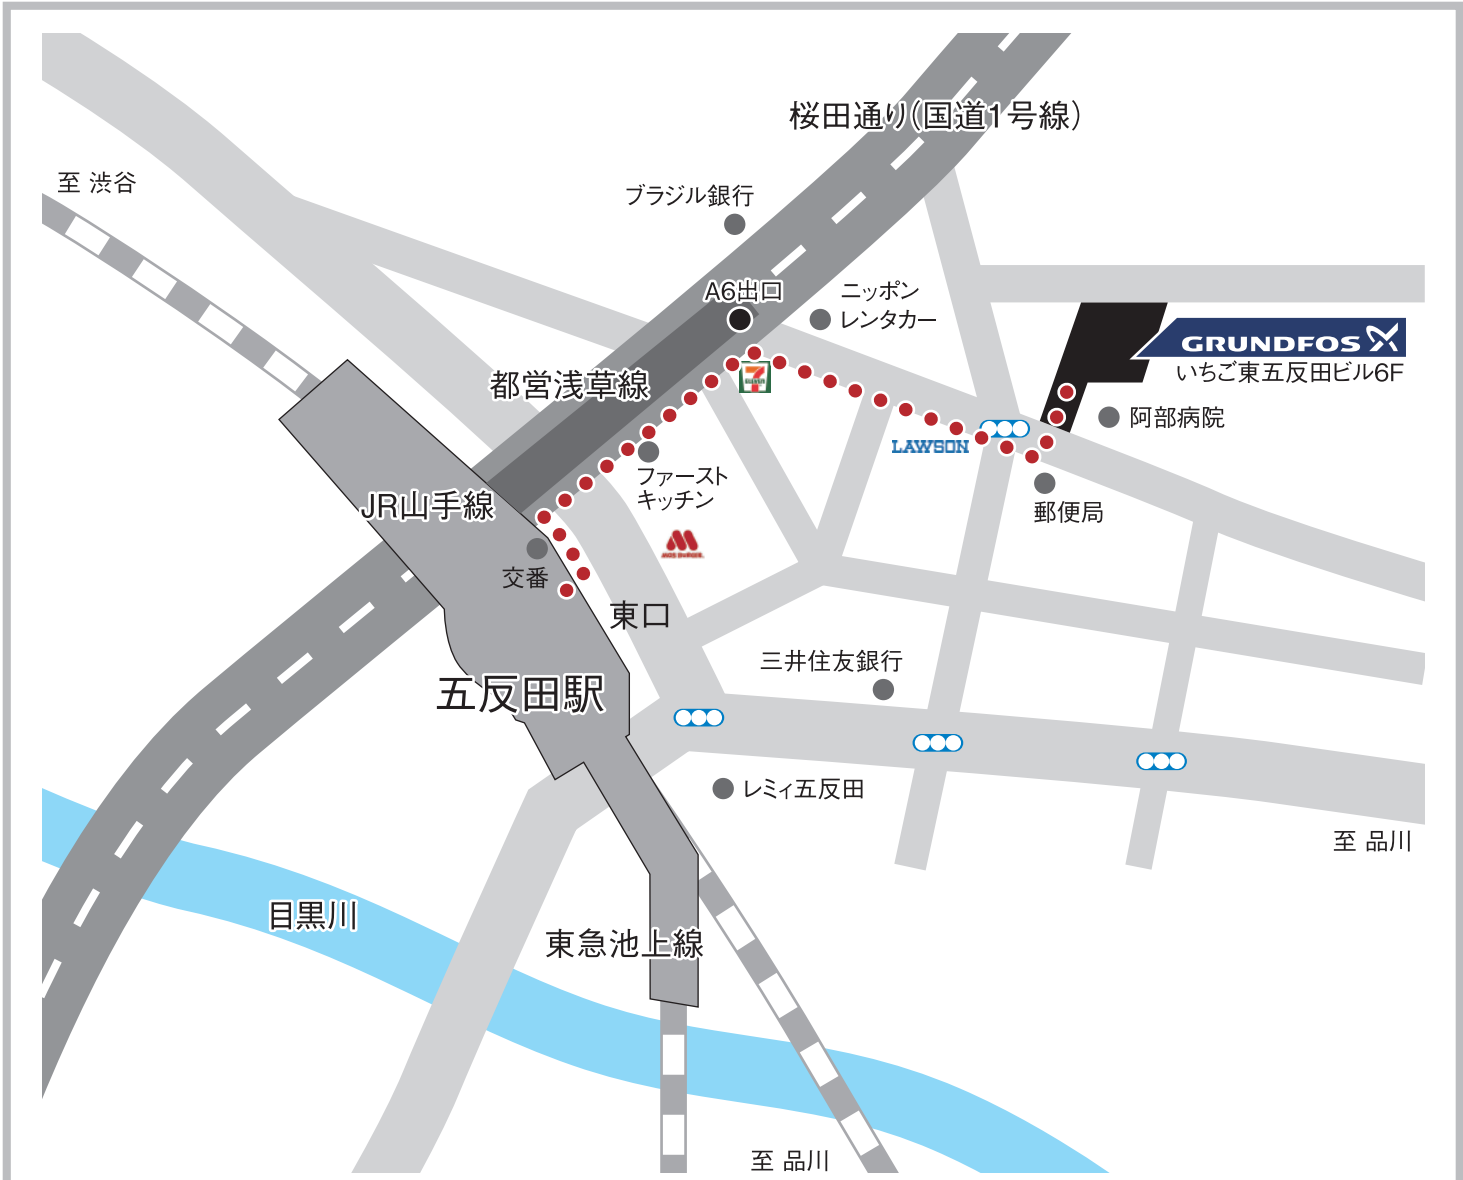 桜田通り(国道1号線)
至 渋谷
ブラジル銀行
A6出口
ニッポン
レンタカー
GRUNDFOS
いちご東五反田ビル6F
都営浅草線
7
ELEVEN
阿部病院
LAWSON
ファースト
キッチン
JR山手線
郵便局
MOS BURGER
交番
東口
三井住友銀行
五反田駅
レミィ五反田
至 品川
目黒川
東急池上線
至 品川